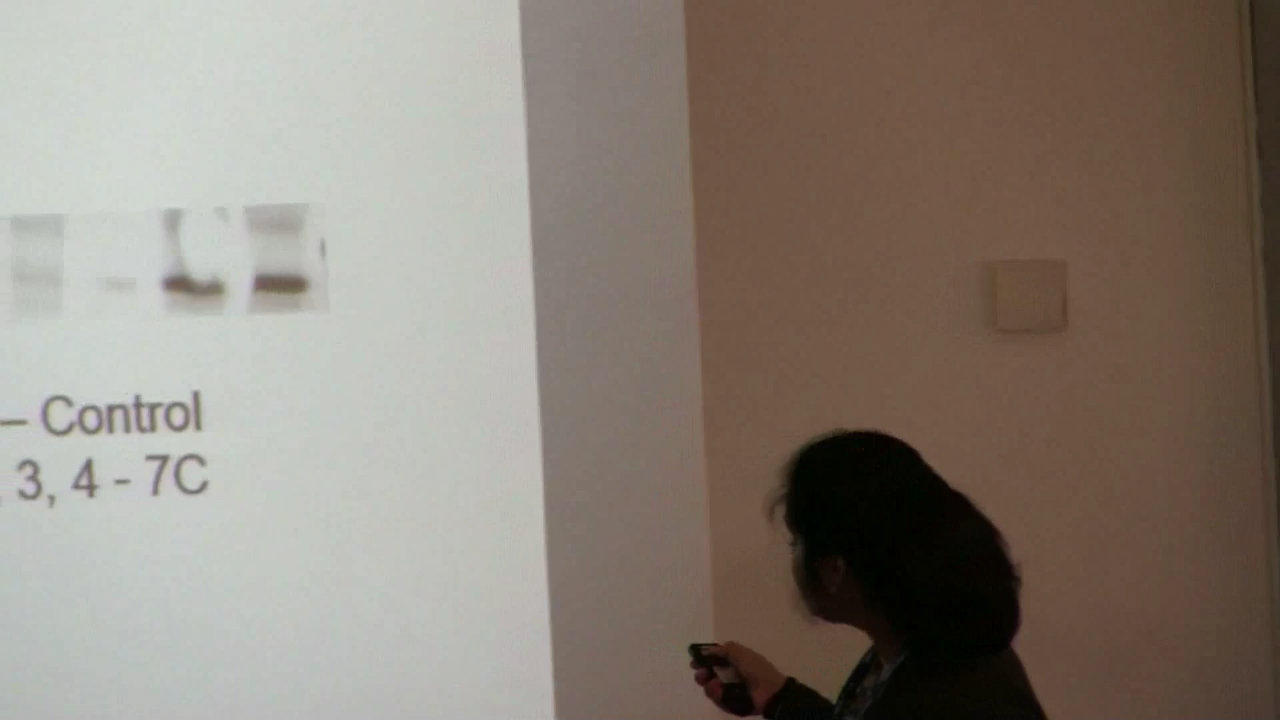 – Control
, 3, 4 - 7C